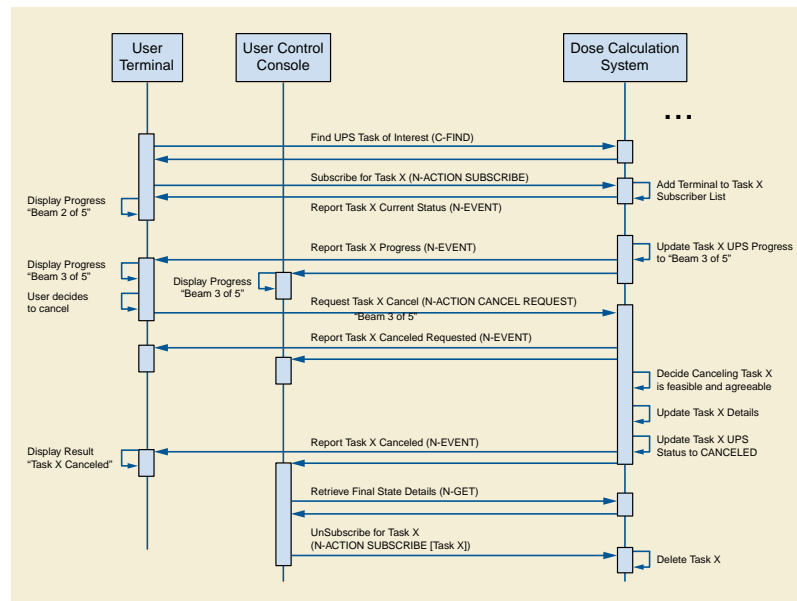 User
Terminal
User Control
Console
Dose Calculation
System
...
Find UPS Task of Interest (C-FIND)
Subscribe for Task X (N-ACTION SUBSCRIBE)
Add Terminal to Task X
Subscriber List
Display Progress
“Beam 2 of 5”
Report Task X Current Status (N-EVENT)
Report Task X Progress (N-EVENT)
Update Task X UPS Progress
to “Beam 3 of 5”
Display Progress
“Beam 3 of 5”
Display Progress
“Beam 3 of 5”
User decides
to cancel
Request Task X Cancel (N-ACTION CANCEL REQUEST)
“Beam 3 of 5”
Report Task X Canceled Requested (N-EVENT)
Decide Canceling Task X
is feasible and agreeable
Update Task X Details
Report Task X Canceled (N-EVENT)
Update Task X UPS
Status to CANCELED
Display Result
“Task X Canceled”
Retrieve Final State Details (N-GET)
UnSubscribe for Task X
(N-ACTION SUBSCRIBE [Task X])
Delete Task X